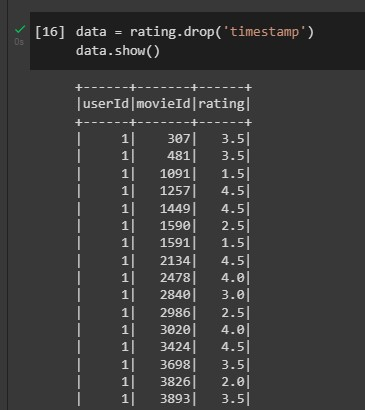 [16] data = rating.drop('timestamp')
0s
data.show()
+------+-------+------+
|userId|movieId|rating|
+------+-------+------+
|     1|    307|   3.5|
|     1|    481|   3.5|
|     1|   1091|   1.5|
|     1|   1257|   4.5|
|     1|   1449|   4.5|
|     1|   1590|   2.5|
|     1|   1591|   1.5|
|     1|   2134|   4.5|
|     1|   2478|   4.0|
|     1|   2840|   3.0|
|     1|   2986|   2.5|
|     1|   3020|   4.0|
|     1|   3424|   4.5|
|     1|   3698|   3.5|
|     1|   3826|   2.0|
|     1|   3893|   3.5|